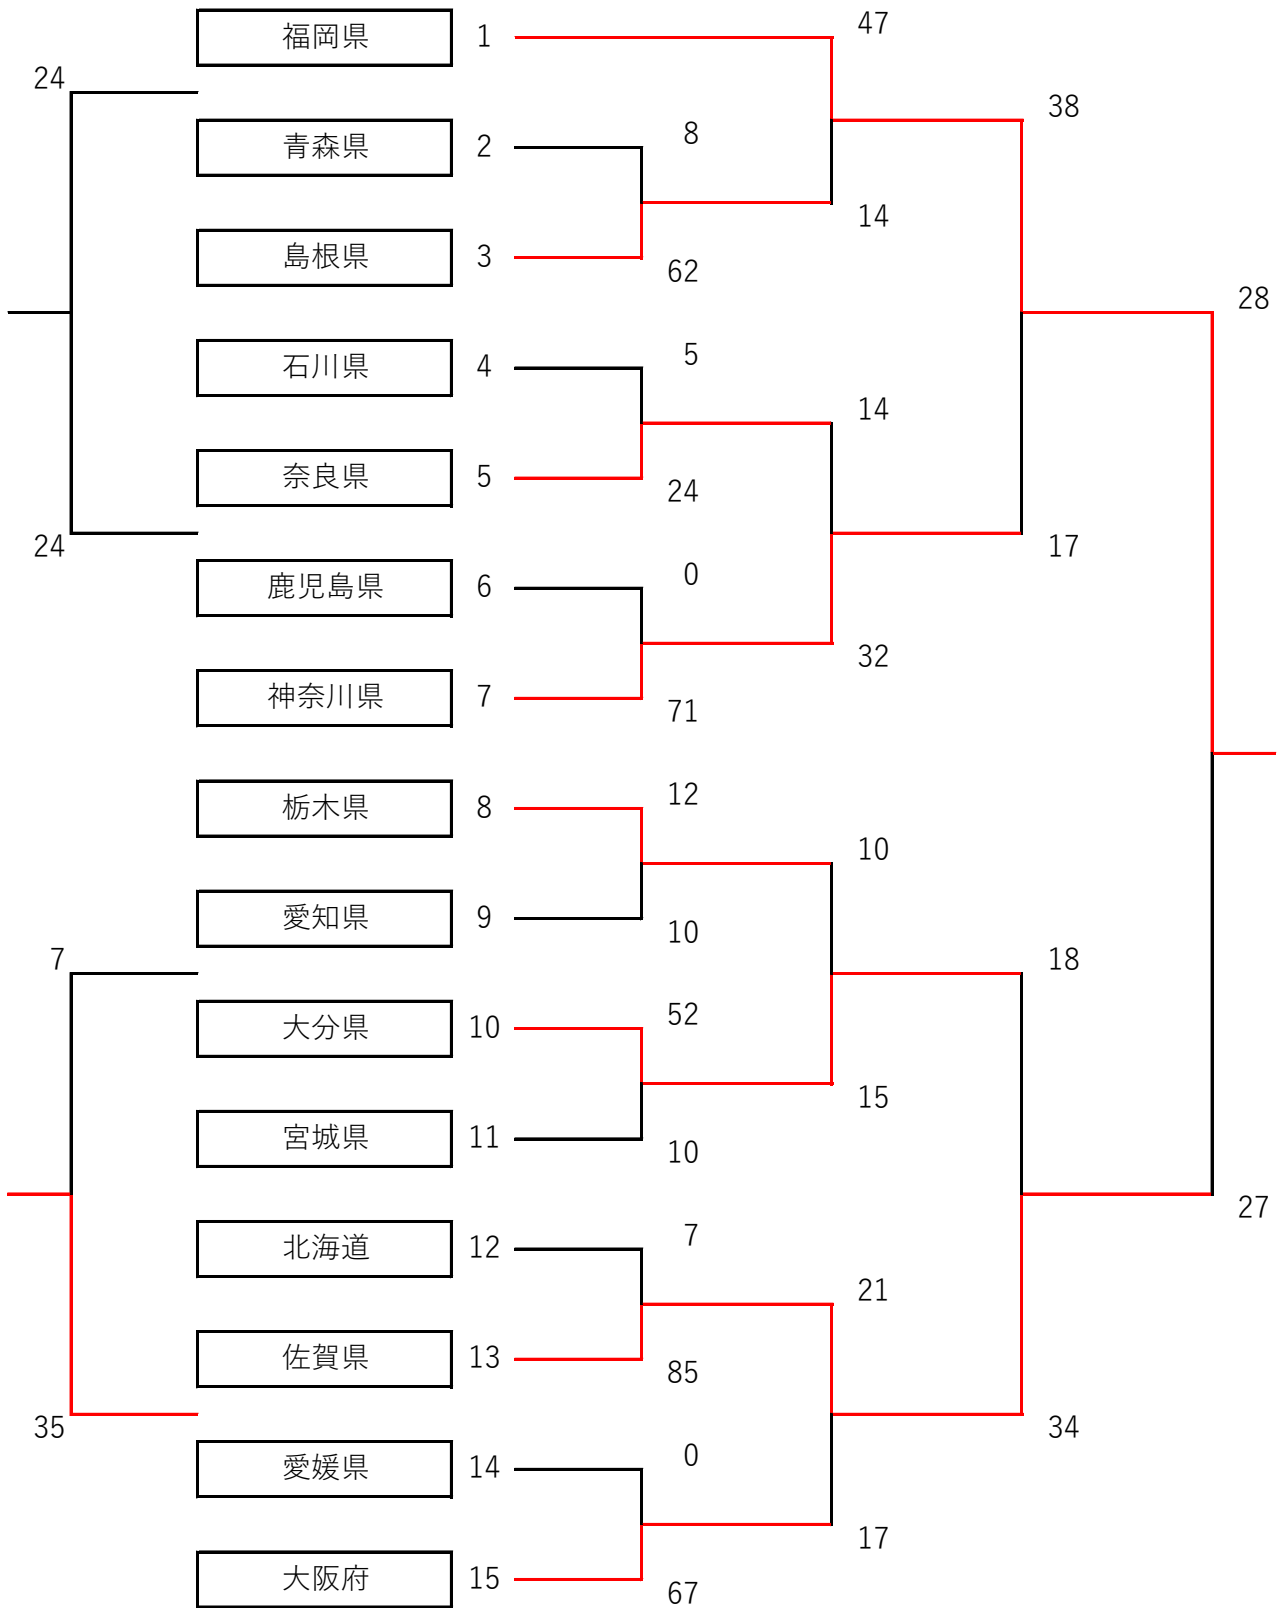 福岡県 1 47
24 38
青森県 2 8
14
島根県 3 62
28
石川県 4 5
14
奈良県 5 24
24 17
鹿児島県 6 0
32
神奈川県 7 71
栃木県 8 12
10
愛知県 9 10
7 18
大分県 10 52
15
宮城県 11 10
27
北海道 12 7
21
佐賀県 13 85
35 34
愛媛県 14 0
17
大阪府 15 67